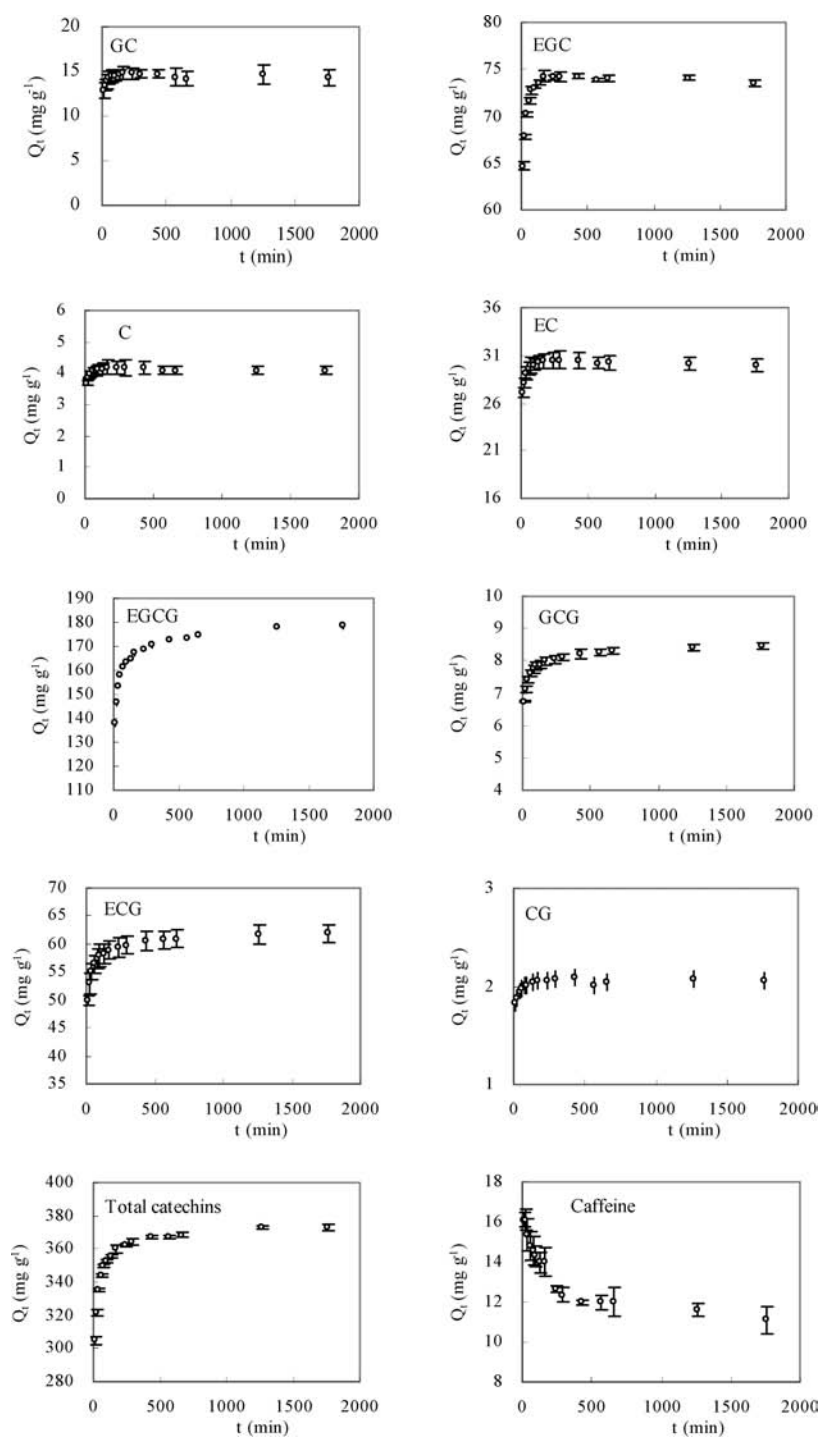 GC
20
15
10
5
0
Qt (mg g-1)
0 500 1000 1500 2000
t (min)
EGC
80
75
70
65
60
Qt (mg g-1)
0 500 1000 1500 2000
t (min)
C
6
5
4
3
2
1
0
Qt (mg g-1)
0 500 1000 1500 2000
t (min)
EC
36
31
26
21
16
Qt (mg g-1)
0 500 1000 1500 2000
t (min)
EGCG
190
180
170
160
150
140
130
120
110
Qt (mg g-1)
0 500 1000 1500 2000
t (min)
GCG
10
9
8
7
6
5
4
Qt (mg g-1)
0 500 1000 1500 2000
t (min)
ECG
70
65
60
55
50
45
40
35
Qt (mg g-1)
0 500 1000 1500 2000
t (min)
CG
3
2
1
Qt (mg g-1)
0 500 1000 1500 2000
t (min)
Total catechins
400
380
360
340
320
300
280
Qt (mg g-1)
0 500 1000 1500 2000
t (min)
Caffeine
18
16
14
12
10
8
Qt (mg g-1)
0 500 1000 1500 2000
t (min)